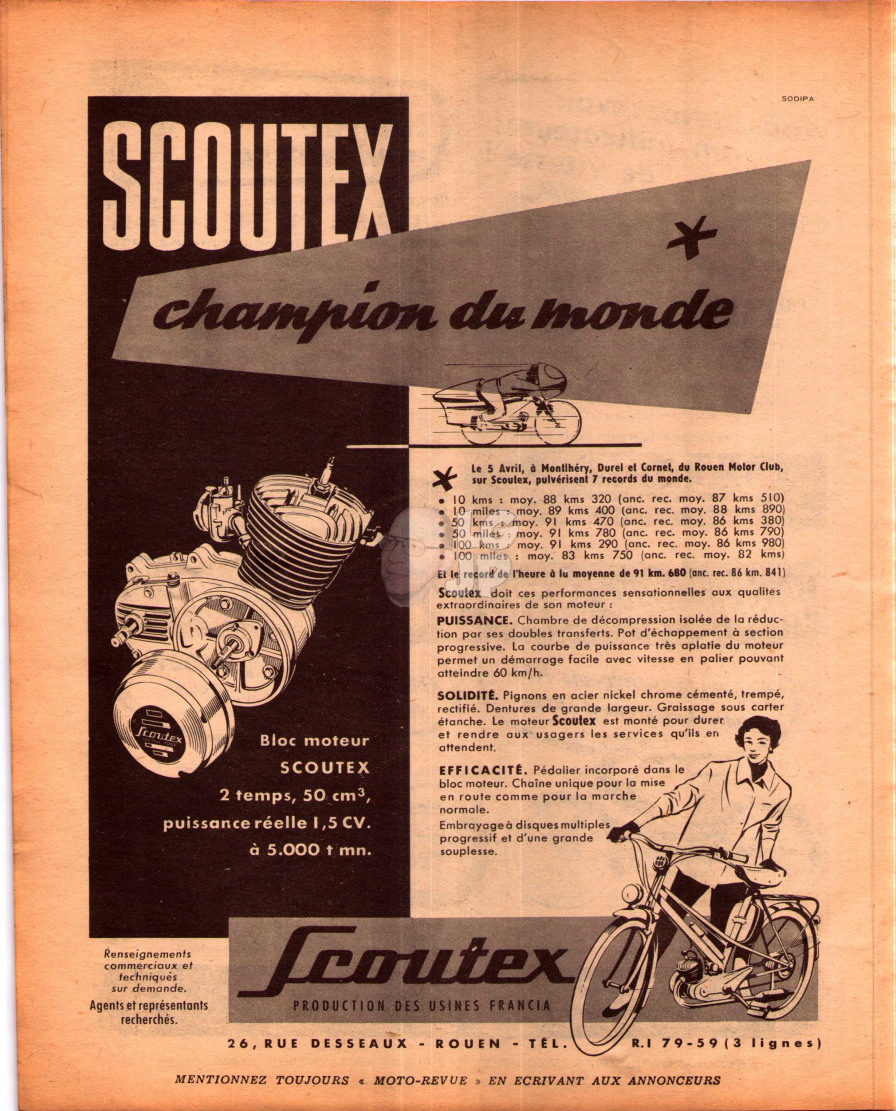 SODIPA
SCOUTEX
*
champion du monde
* Le 5 Avril, à Montlhéry, Durel et Cornet, du Rouen Motor Club,
sur Scoutex, pulvérisent 7 records du monde.
• 10 kms : moy. 88 kms 320 (anc. rec. moy. 87 kms 510)
• 10 miles : moy. 89 kms 400 (anc. rec. moy. 88 kms 890)
• 50 kms : moy. 91 kms 470 (anc. rec. moy. 86 kms 380)
• 50 miles : moy. 91 kms 780 (anc. rec. moy. 86 kms 790)
• 100 kms : moy. 91 kms 290 (anc. rec. moy. 86 kms 980)
• 100 miles : moy. 83 kms 750 (anc. rec. moy. 82 kms)
Et le record de l'heure à la moyenne de 91 km. 680 (anc. rec. 86 km. 841)
Scoutex doit ces performances sensationnelles aux qualités
extraordinaires de son moteur :
PUISSANCE. Chambre de décompression isolée de la réduc-
tion par ses doubles transferts. Pot d'échappement à section
progressive. La courbe de puissance très aplatie du moteur
permet un démarrage facile avec vitesse en palier pouvant
atteindre 60 km/h.
SOLIDITÉ. Pignons en acier nickel chrome cémenté, trempé,
rectifié. Dentures de grande largeur. Graissage sous carter
étanche. Le moteur Scoutex est monté pour durer
et rendre aux usagers les services qu'ils en
attendent.
EFFICACITÉ. Pédalier incorporé dans le
bloc moteur. Chaîne unique pour la mise
en route comme pour la marche
normale.
Embrayage à disques multiples
progressif et d'une grande
souplesse.
Scoutex
Bloc moteur
SCOUTEX
2 temps, 50 cm³,
puissance réelle 1,5 CV.
à 5.000 t mn.
Renseignements
commerciaux et
techniques
sur demande.
Agents et représentants
recherchés.
Scoutex
PRODUCTION DES USINES FRANCIA
26, RUE DESSEAUX - ROUEN - TÉL. R.I 79-59 (3 lignes)
MENTIONNEZ TOUJOURS « MOTO-REVUE » EN ECRIVANT AUX ANNONCEURS